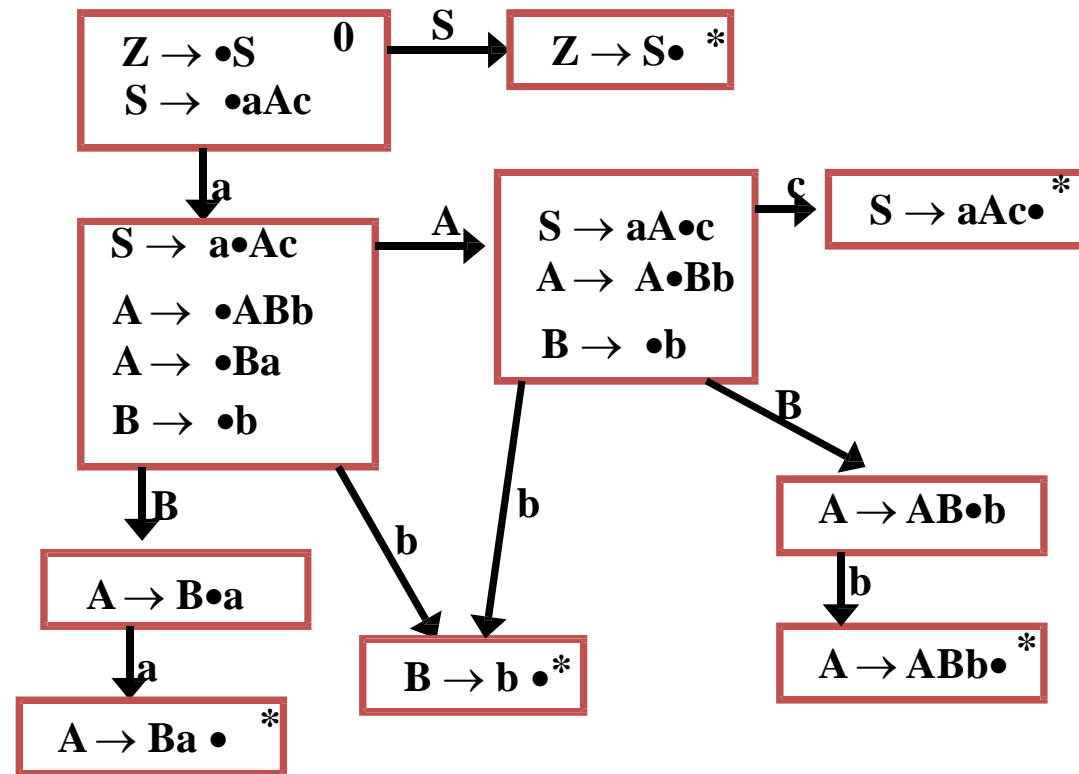 Z → •S 0
S → •aAc
S
Z → S• *
a
S → a•Ac
A → •ABb
A → •Ba
B → •b
A
S → aA•c
A → A•Bb
B → •b
c
S → aAc• *
B
A → B•a
a
A → Ba • *
b
b
B → b • *
B
A → AB•b
b
A → ABb• *